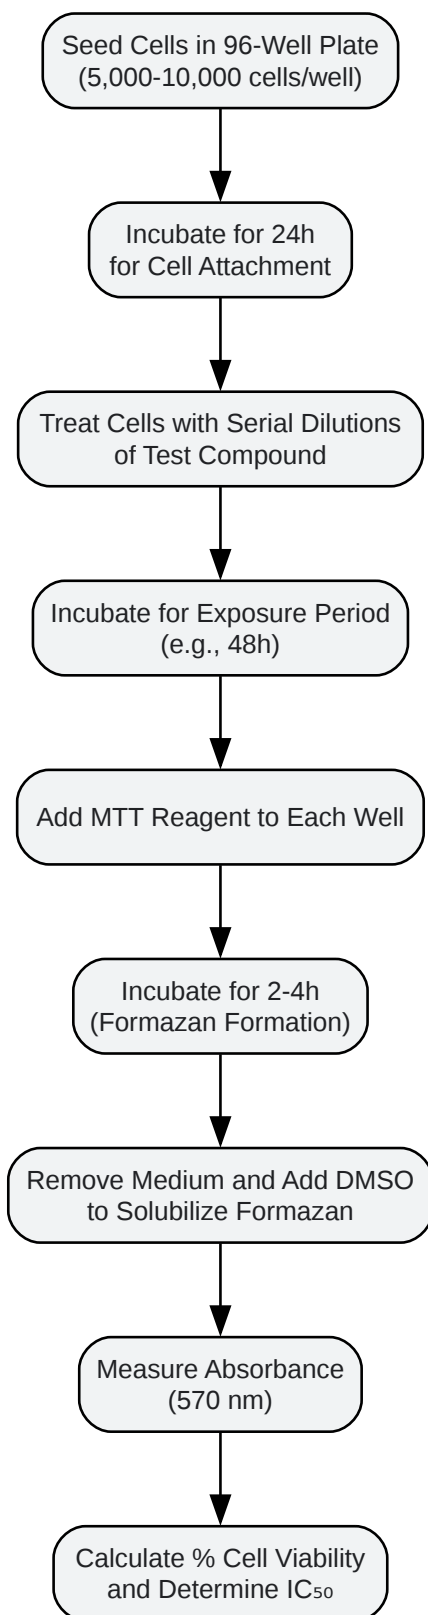 Seed Cells in 96-Well Plate
(5,000-10,000 cells/well)
Incubate for 24h
for Cell Attachment
Treat Cells with Serial Dilutions
of Test Compound
Incubate for Exposure Period
(e.g., 48h)
Add MTT Reagent to Each Well
Incubate for 2-4h
(Formazan Formation)
Remove Medium and Add DMSO
to Solubilize Formazan
Measure Absorbance
(570 nm)
Calculate % Cell Viability
and Determine IC₅₀